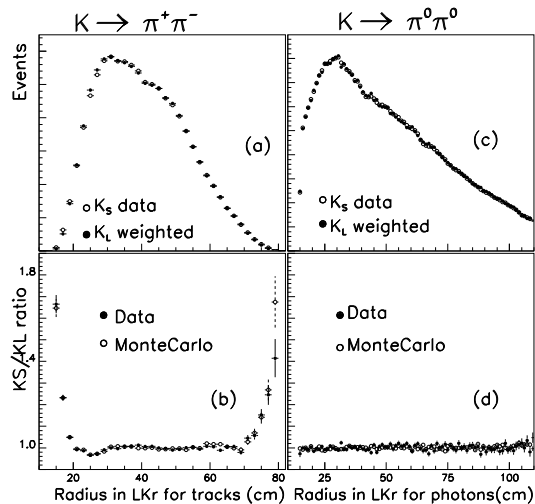 K → π⁺π⁻
K → π⁰π⁰
Events
(a)
Kₛ data
K_L weighted
(c)
Kₛ data
K_L weighted
KS/KL ratio
1.8
1.4
1.0
Data
MonteCarlo
(b)
Data
MonteCarlo
(d)
20 40 60 80
25 50 75 100
Radius in LKr for tracks (cm)
Radius in LKr for photons(cm)